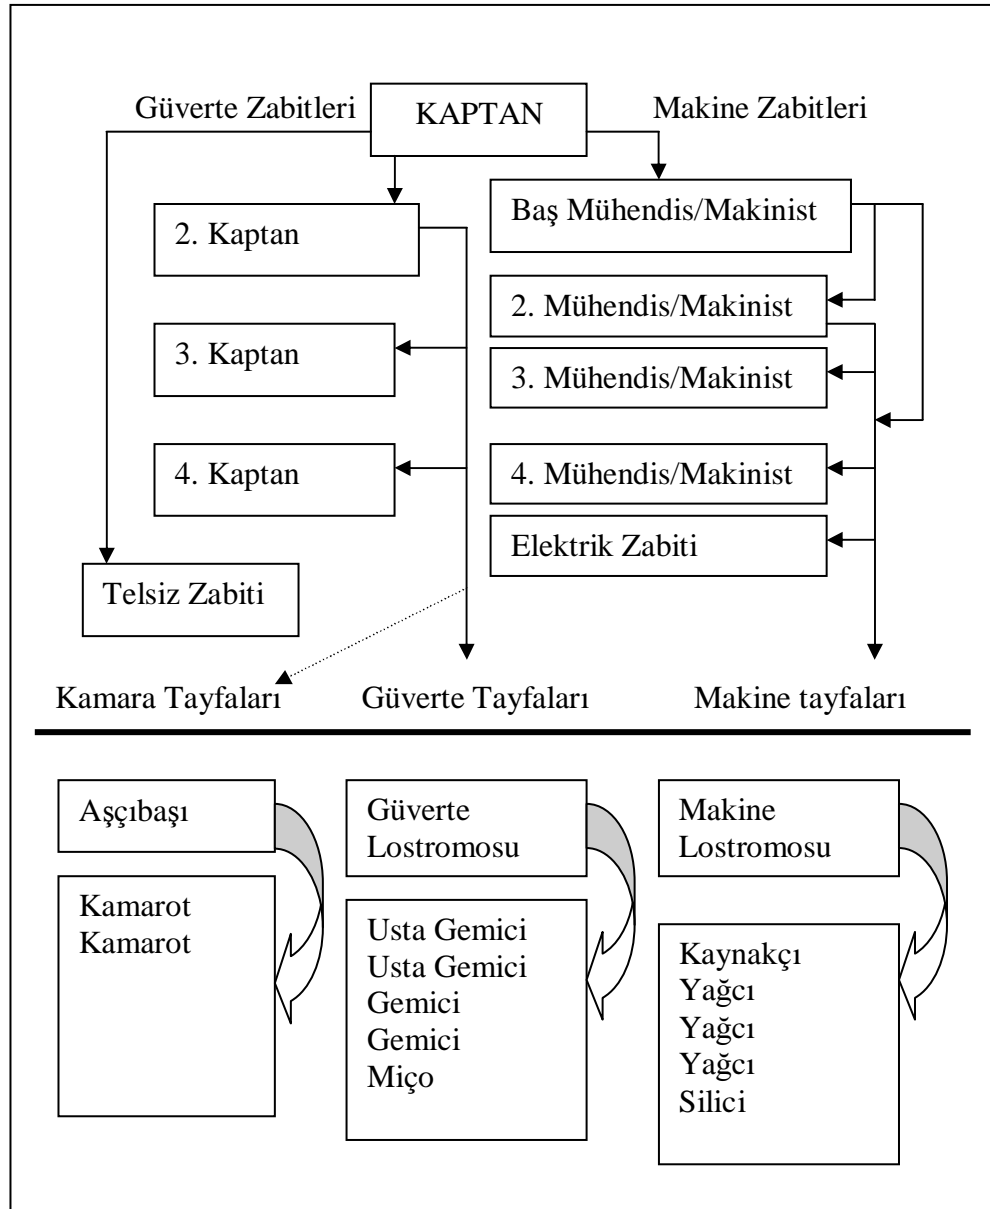 Güverte Zabitleri
KAPTAN
Makine Zabitleri
Baş Mühendis/Makinist
2. Kaptan
2. Mühendis/Makinist
3. Kaptan
3. Mühendis/Makinist
4. Kaptan
4. Mühendis/Makinist
Elektrik Zabiti
Telsiz Zabiti
Kamara Tayfaları
Güverte Tayfaları
Makine tayfaları
Aşçıbaşı
Kamarot
Kamarot
Güverte
Lostromosu
Usta Gemici
Usta Gemici
Gemici
Gemici
Miço
Makine
Lostromosu
Kaynakçı
Yağcı
Yağcı
Yağcı
Silici